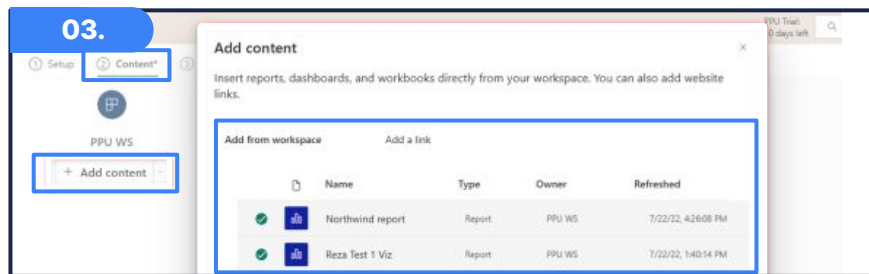 03.
PPU Trial:
0 days left
① Setup ② Content* ③
PPU WS
+ Add content
Add content ×
Insert reports, dashboards, and workbooks directly from your workspace. You can also add website
links.
Add from workspace Add a link
Name Type Owner Refreshed
Northwind report Report PPU WS 7/22/22, 4:26:08 PM
Reza Test 1 Viz Report PPU WS 7/22/22, 1:40:14 PM